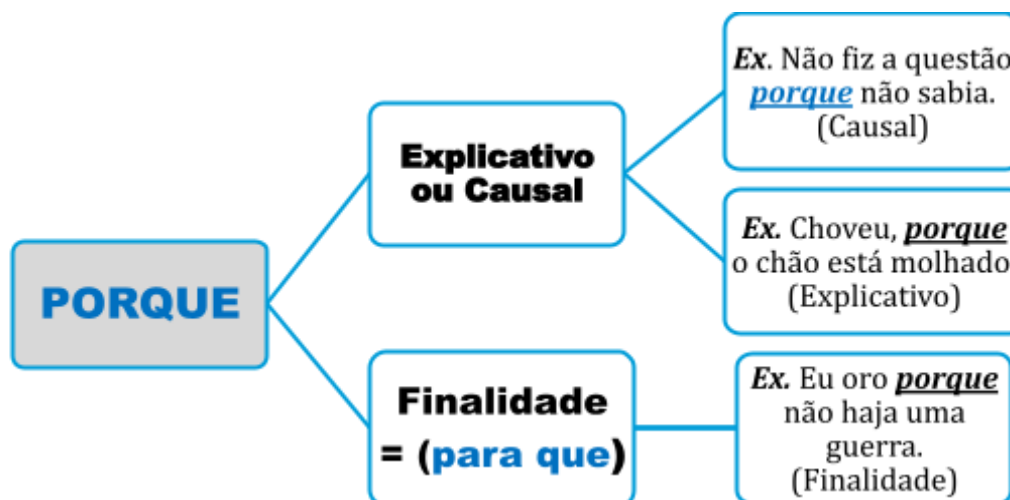 PORQUE
Explicativo
ou Causal
Ex. Não fiz a questão
porque não sabia.
(Causal)
Ex. Choveu, porque
o chão está molhado
(Explicativo)
Finalidade
= (para que)
Ex. Eu oro porque
não haja uma
guerra.
(Finalidade)